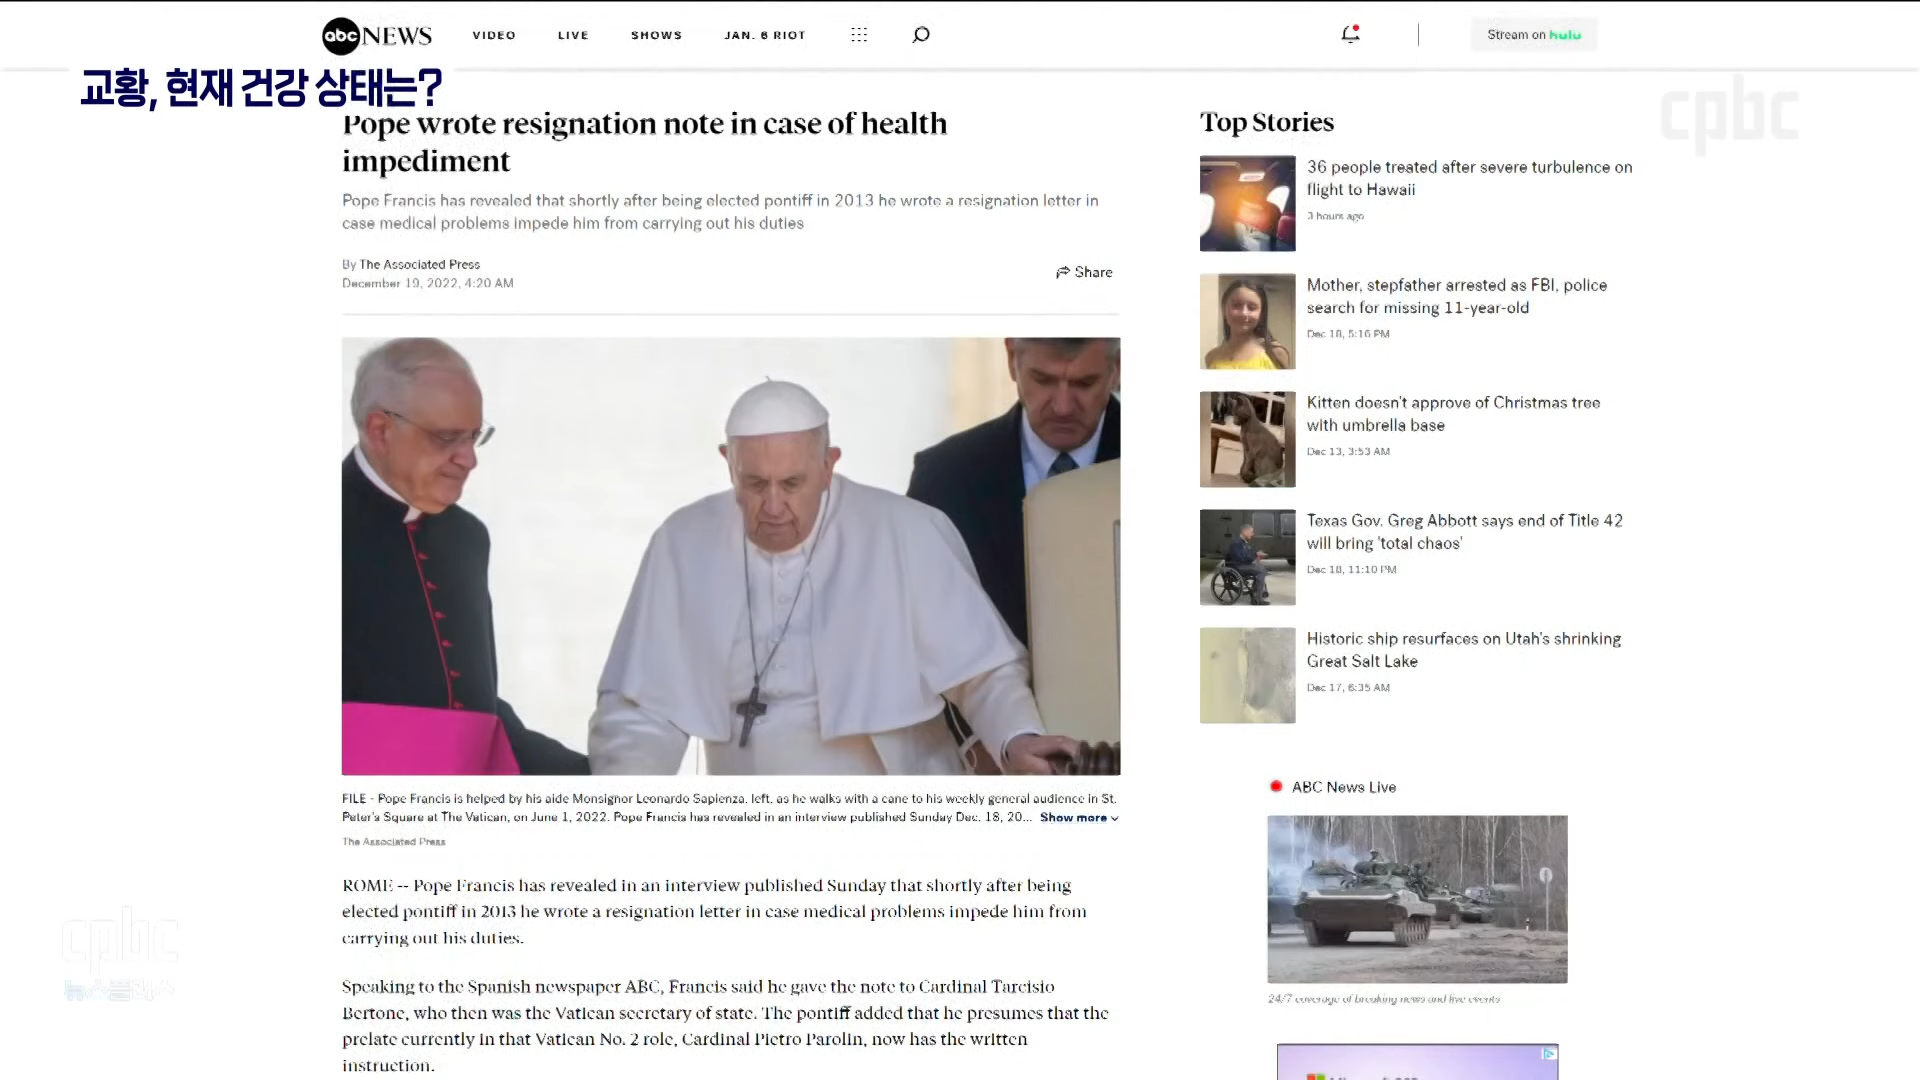 abc NEWS
VIDEO
LIVE
SHOWS
JAN. 6 RIOT
Stream on hulu
교황, 현재 건강 상태는?
cpbc
Pope wrote resignation note in case of health
impediment
Pope Francis has revealed that shortly after being elected pontiff in 2013 he wrote a resignation letter in
case medical problems impede him from carrying out his duties
By The Associated Press
December 19, 2022, 4:20 AM
Share
FILE - Pope Francis is helped by his aide Monsignor Leonardo Sapienza, left, as he walks with a cane to his weekly general audience in St.
Peter's Square at The Vatican, on June 1, 2022. Pope Francis has revealed in an interview published Sunday Dec. 18, 20... Show more
The Associated Press
ROME -- Pope Francis has revealed in an interview published Sunday that shortly after being
elected pontiff in 2013 he wrote a resignation letter in case medical problems impede him from
carrying out his duties.
Speaking to the Spanish newspaper ABC, Francis said he gave the note to Cardinal Tarcisio
Bertone, who then was the Vatican secretary of state. The pontiff added that he presumes that the
prelate currently in that Vatican No. 2 role, Cardinal Pietro Parolin, now has the written
instruction.
Top Stories
36 people treated after severe turbulence on
flight to Hawaii
3 hours ago
Mother, stepfather arrested as FBI, police
search for missing 11-year-old
Dec 18, 5:16 PM
Kitten doesn't approve of Christmas tree
with umbrella base
Dec 13, 3:53 AM
Texas Gov. Greg Abbott says end of Title 42
will bring 'total chaos'
Dec 18, 11:10 PM
Historic ship resurfaces on Utah's shrinking
Great Salt Lake
Dec 17, 6:35 AM
ABC News Live
24/7 coverage of breaking news and live events
cpbc
뉴스플러스